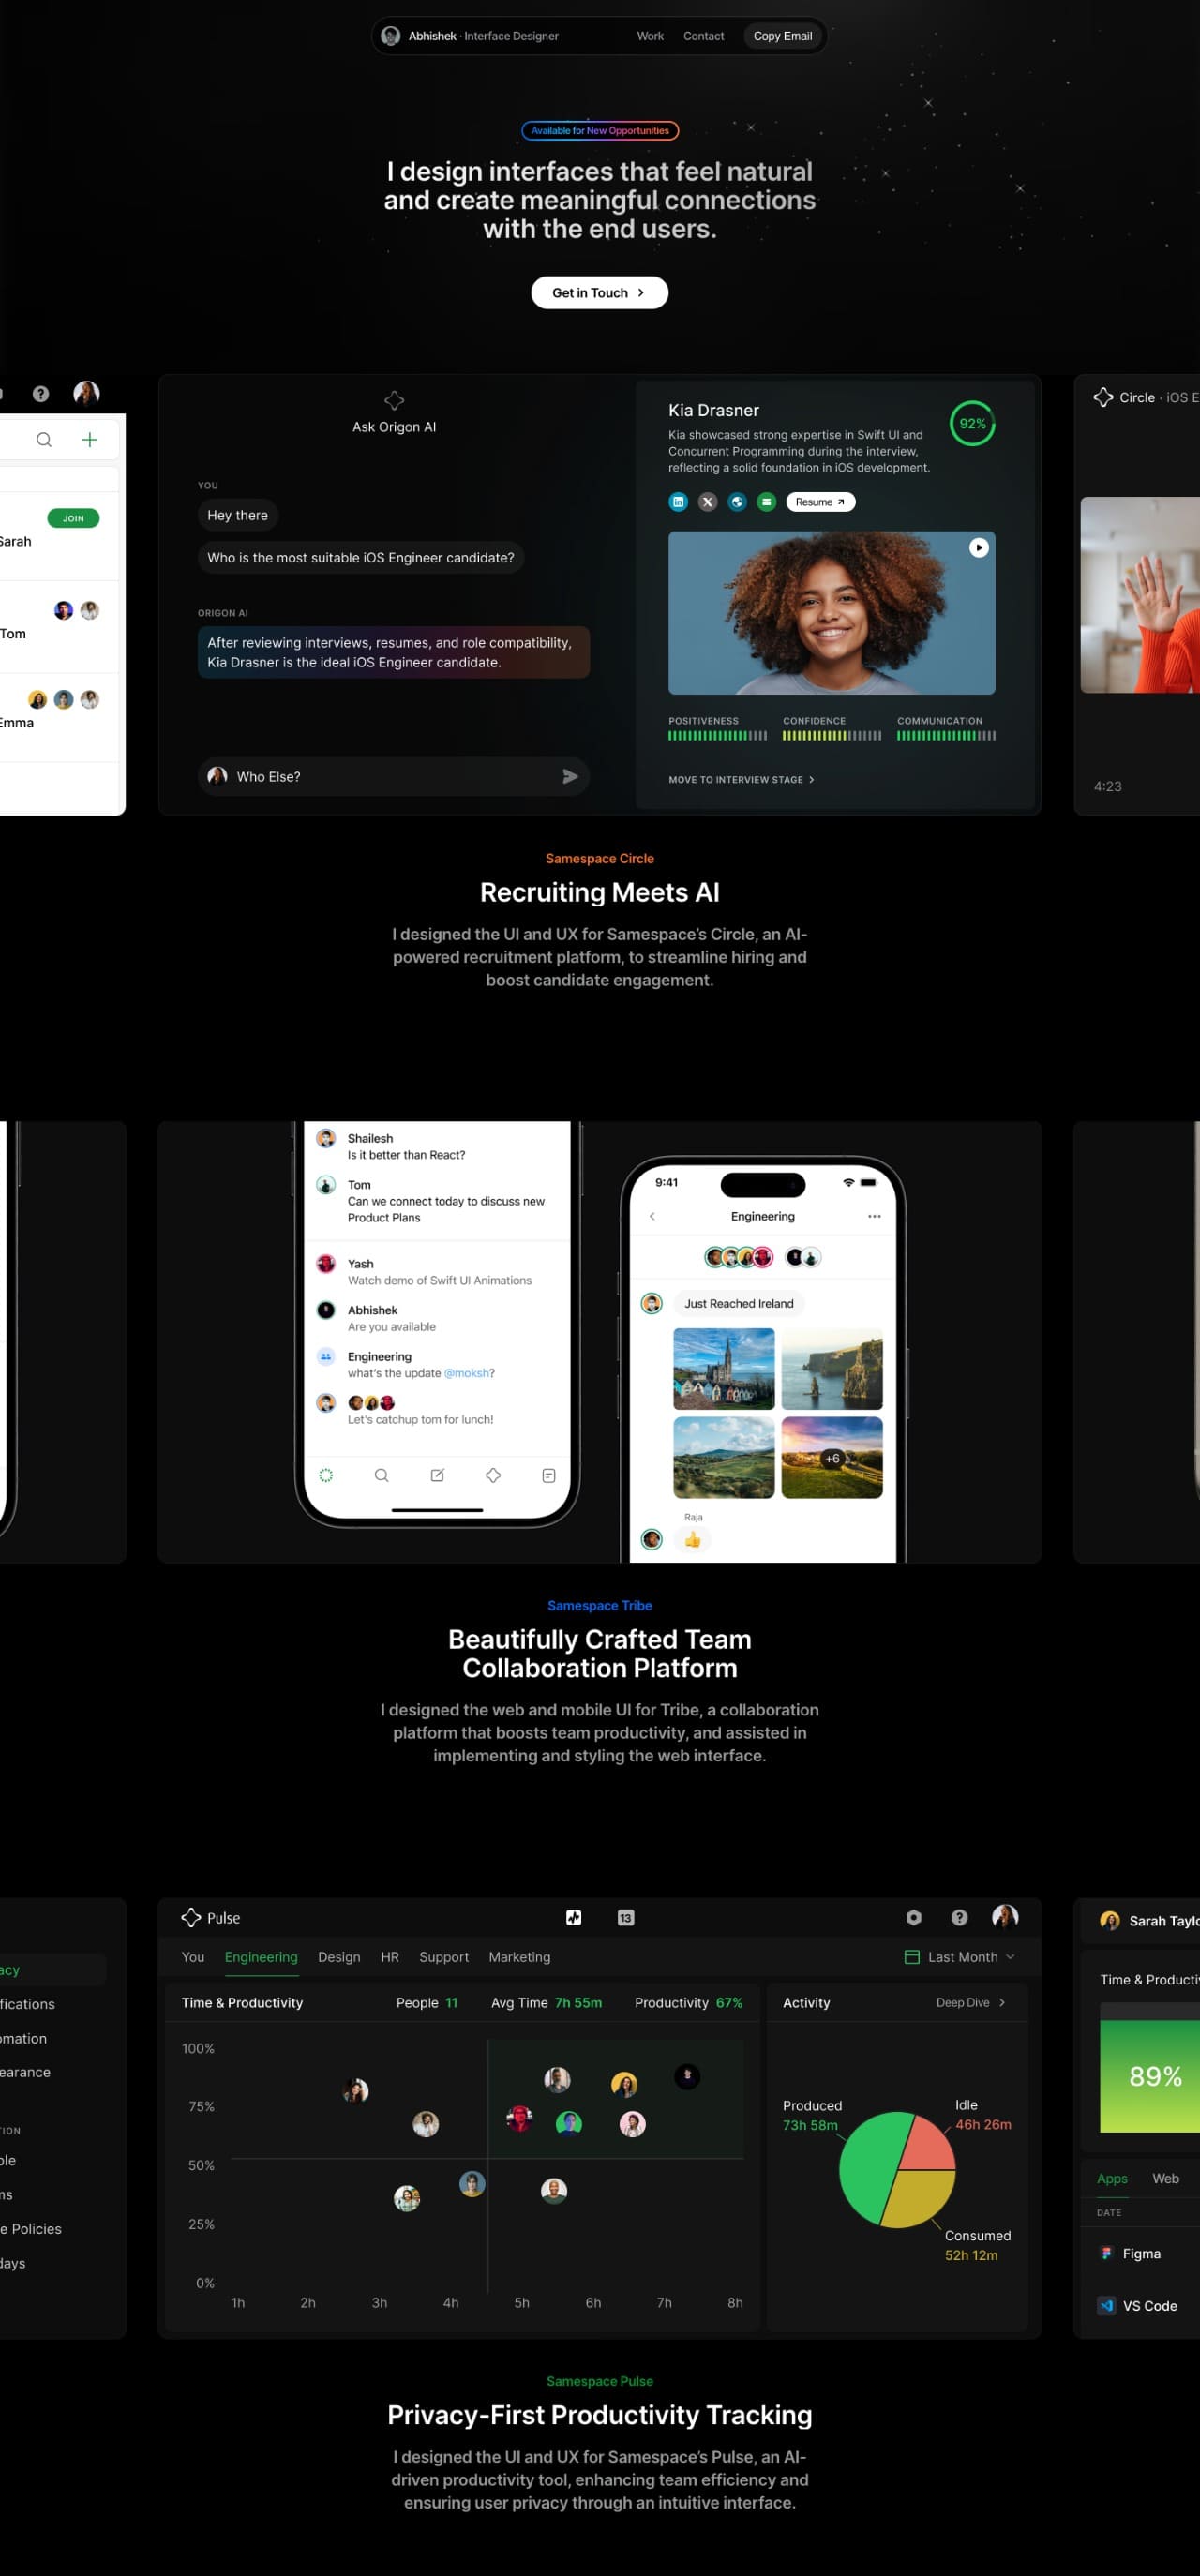 Abhishek · Interface Designer
Work
Contact
Copy Email
Available for New Opportunities
I design interfaces that feel natural
and create meaningful connections
with the end users.
Get in Touch
JOIN
Sarah
Tom
Emma
Ask Origon AI
YOU
Hey there
Who is the most suitable iOS Engineer candidate?
ORIGON AI
After reviewing interviews, resumes, and role compatibility,
Kia Drasner is the ideal iOS Engineer candidate.
Who Else?
Kia Drasner
92%
Kia showcased strong expertise in Swift UI and
Concurrent Programming during the interview,
reflecting a solid foundation in iOS development.
Resume
POSITIVENESS
CONFIDENCE
COMMUNICATION
MOVE TO INTERVIEW STAGE
Circle · iOS E
4:23
Samespace Circle
Recruiting Meets AI
I designed the UI and UX for Samespace's Circle, an AI-
powered recruitment platform, to streamline hiring and
boost candidate engagement.
Shailesh
Is it better than React?
Tom
Can we connect today to discuss new
Product Plans
Yash
Watch demo of Swift UI Animations
Abhishek
Are you available
Engineering
what's the update @moksh?
Let's catchup tom for lunch!
9:41
Engineering
Just Reached Ireland
+6
Raja
Samespace Tribe
Beautifully Crafted Team
Collaboration Platform
I designed the web and mobile UI for Tribe, a collaboration
platform that boosts team productivity, and assisted in
implementing and styling the web interface.
acy
fications
omation
earance
TION
ple
ms
e Policies
days
Pulse
13
You
Engineering
Design
HR
Support
Marketing
Last Month
Time & Productivity
People 11
Avg Time 7h 55m
Productivity 67%
100%
75%
50%
25%
0%
1h
2h
3h
4h
5h
6h
7h
8h
Activity
Deep Dive
Produced
73h 58m
Idle
46h 26m
Consumed
52h 12m
Sarah Taylo
Time & Productiv
89%
Apps
Web
DATE
Figma
VS Code
Samespace Pulse
Privacy-First Productivity Tracking
I designed the UI and UX for Samespace's Pulse, an AI-
driven productivity tool, enhancing team efficiency and
ensuring user privacy through an intuitive interface.